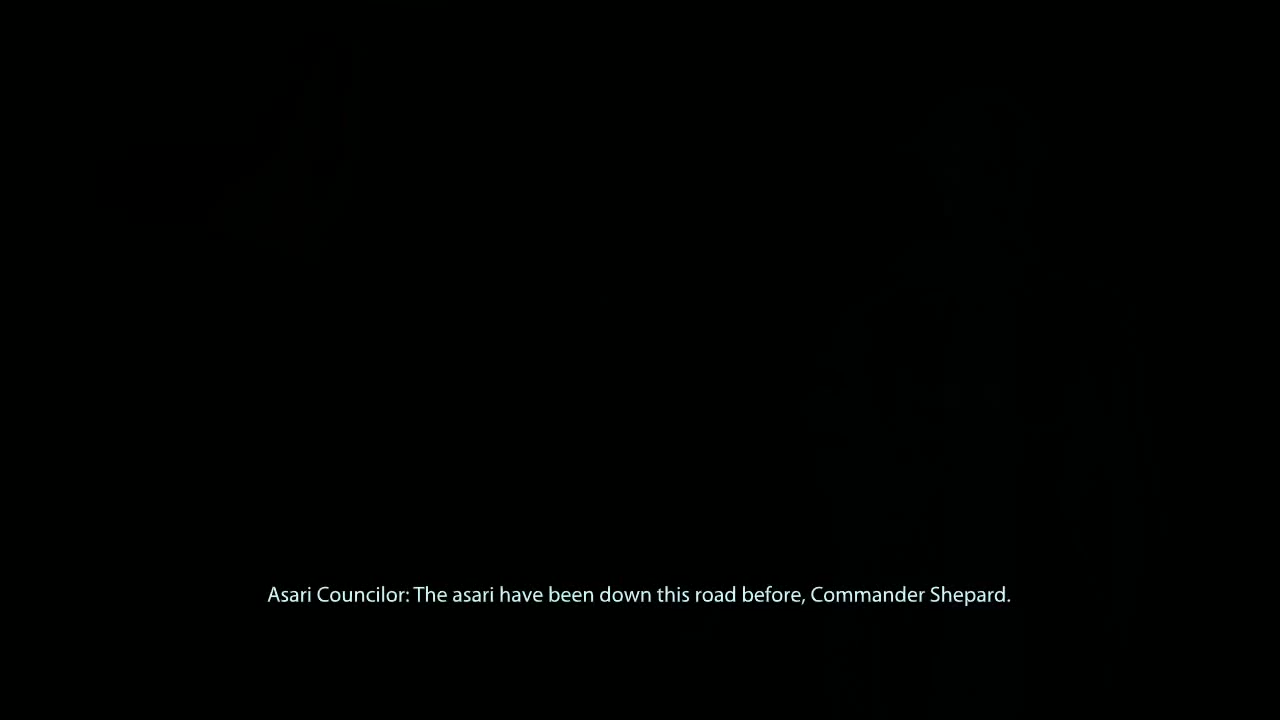 Asari Councilor: The asari have been down this road before, Commander Shepard.